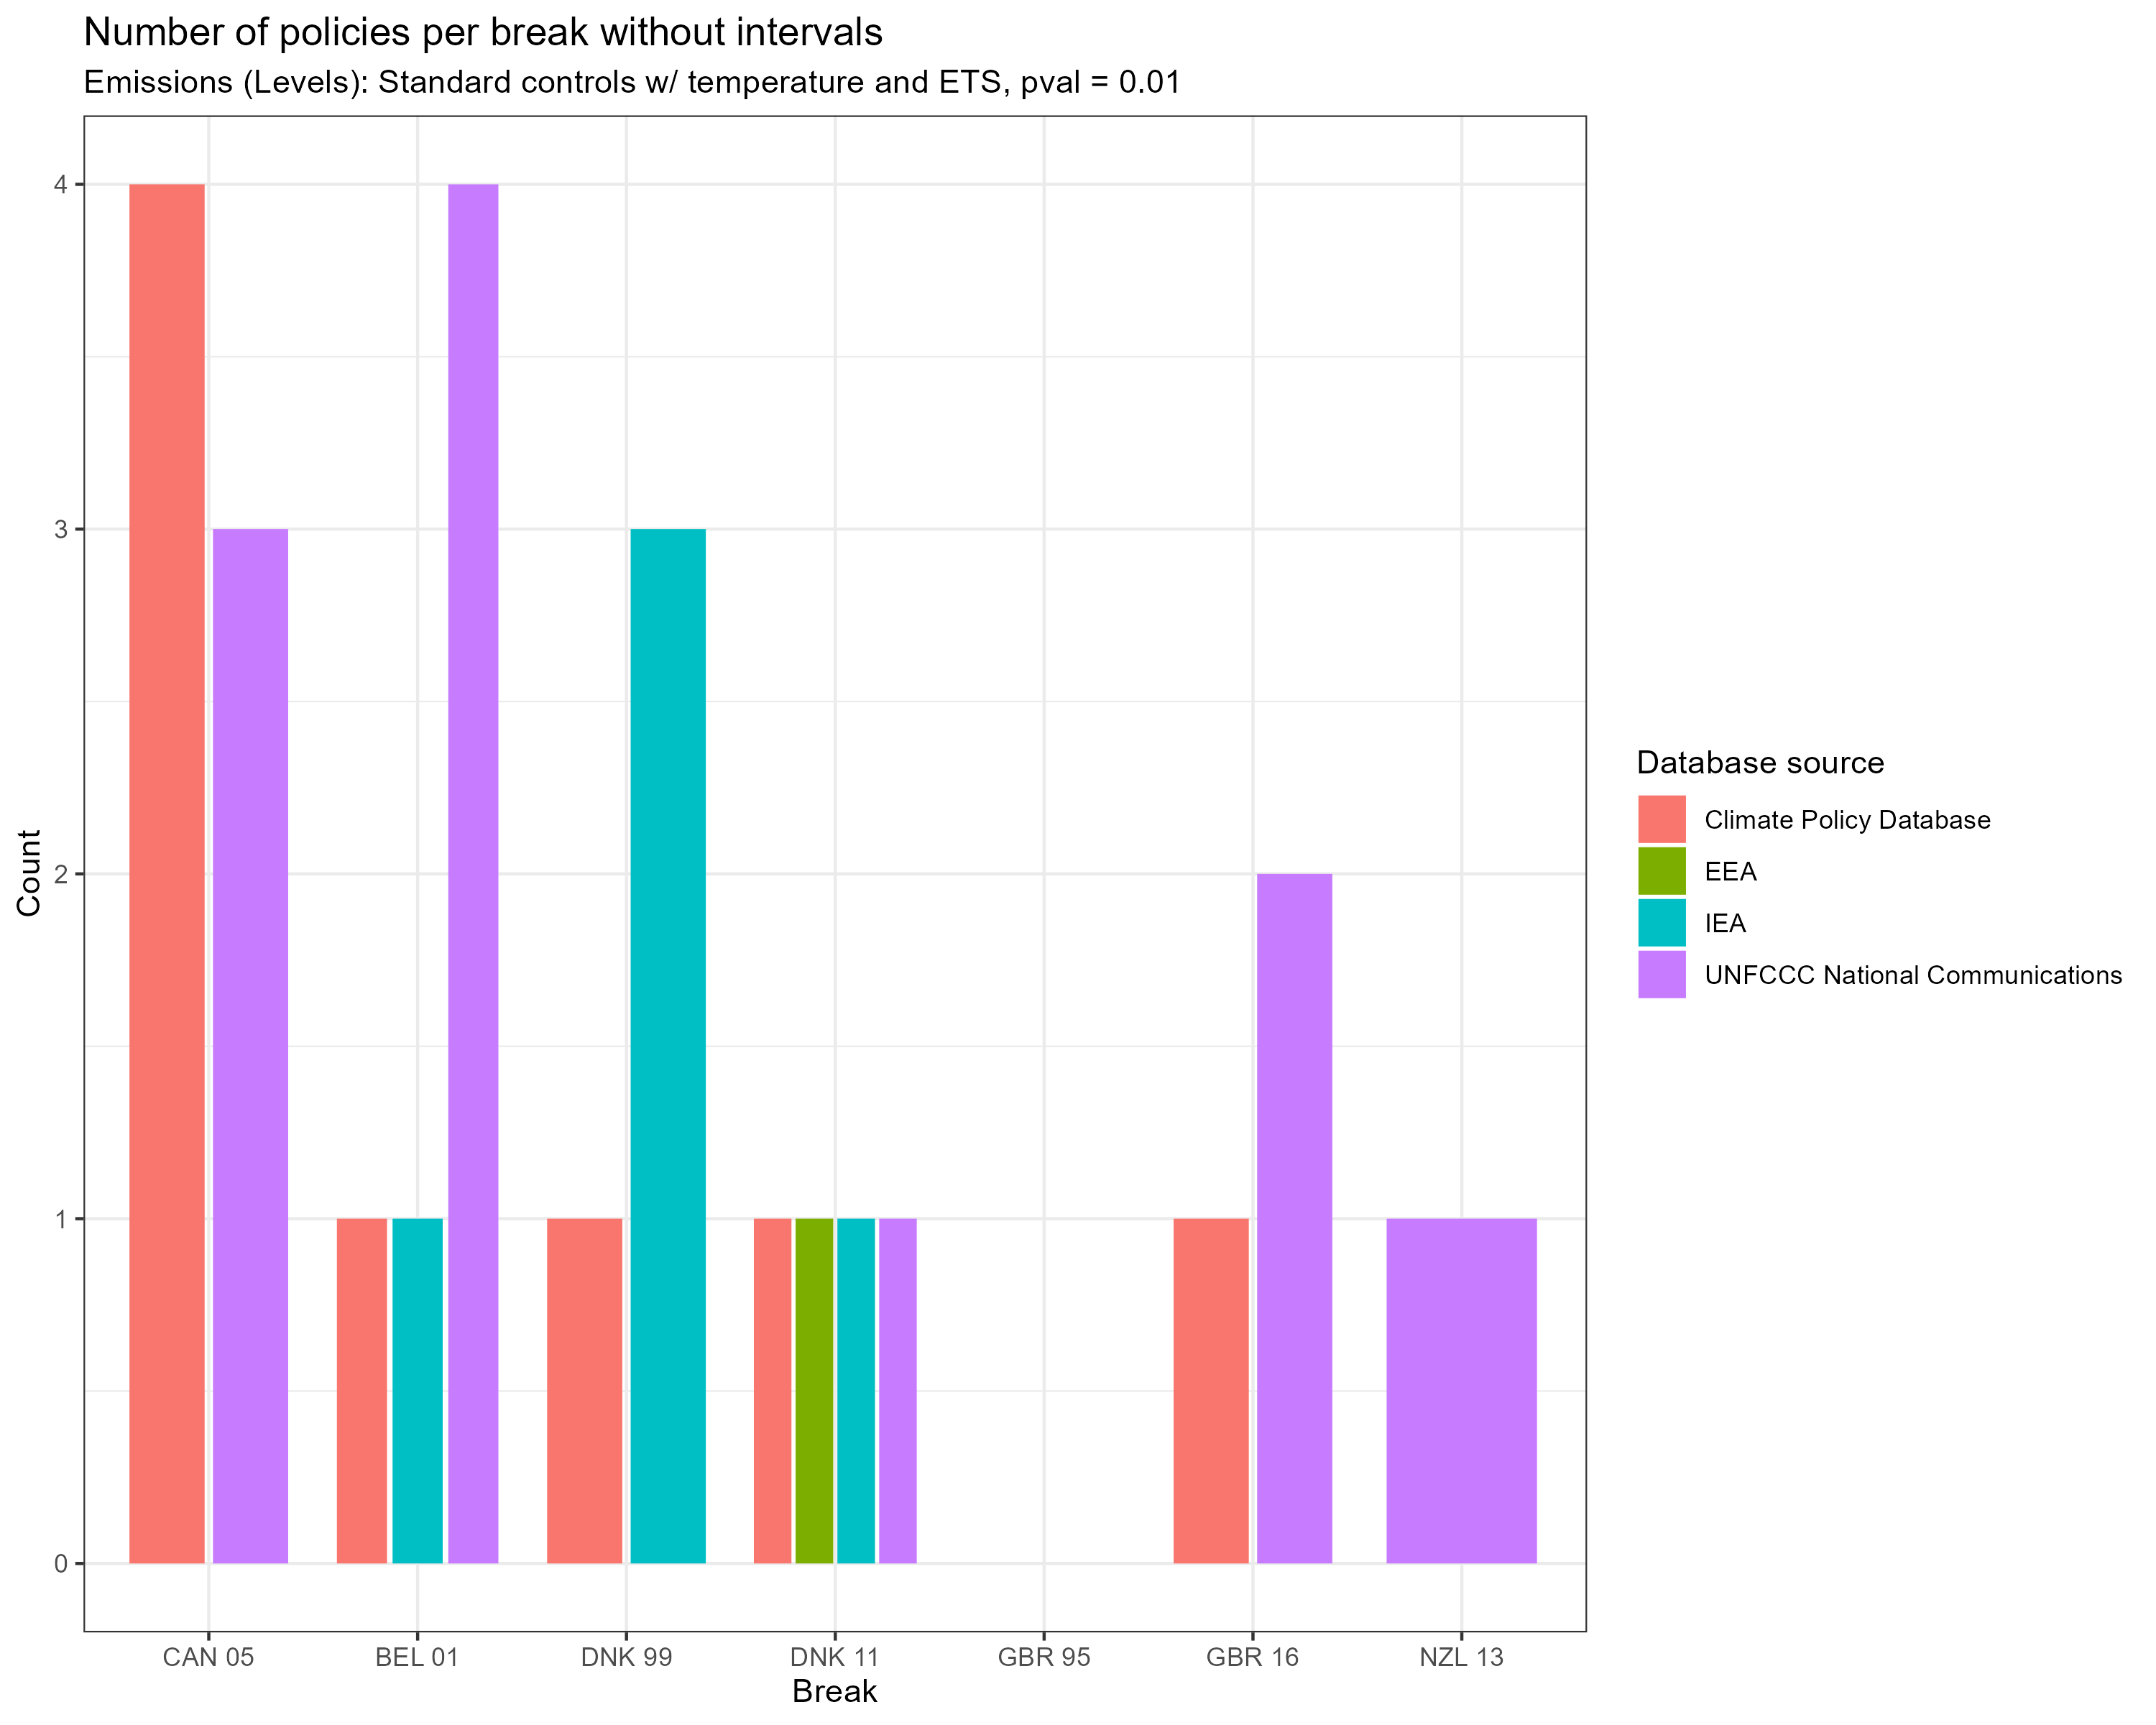 Number of policies per break without intervals
Emissions (Levels): Standard controls w/ temperature and ETS, pval = 0.01
4
3
2
1
0
Count
CAN 05
BEL 01
DNK 99
DNK 11
GBR 95
GBR 16
NZL 13
Break
Database source
Climate Policy Database
EEA
IEA
UNFCCC National Communications